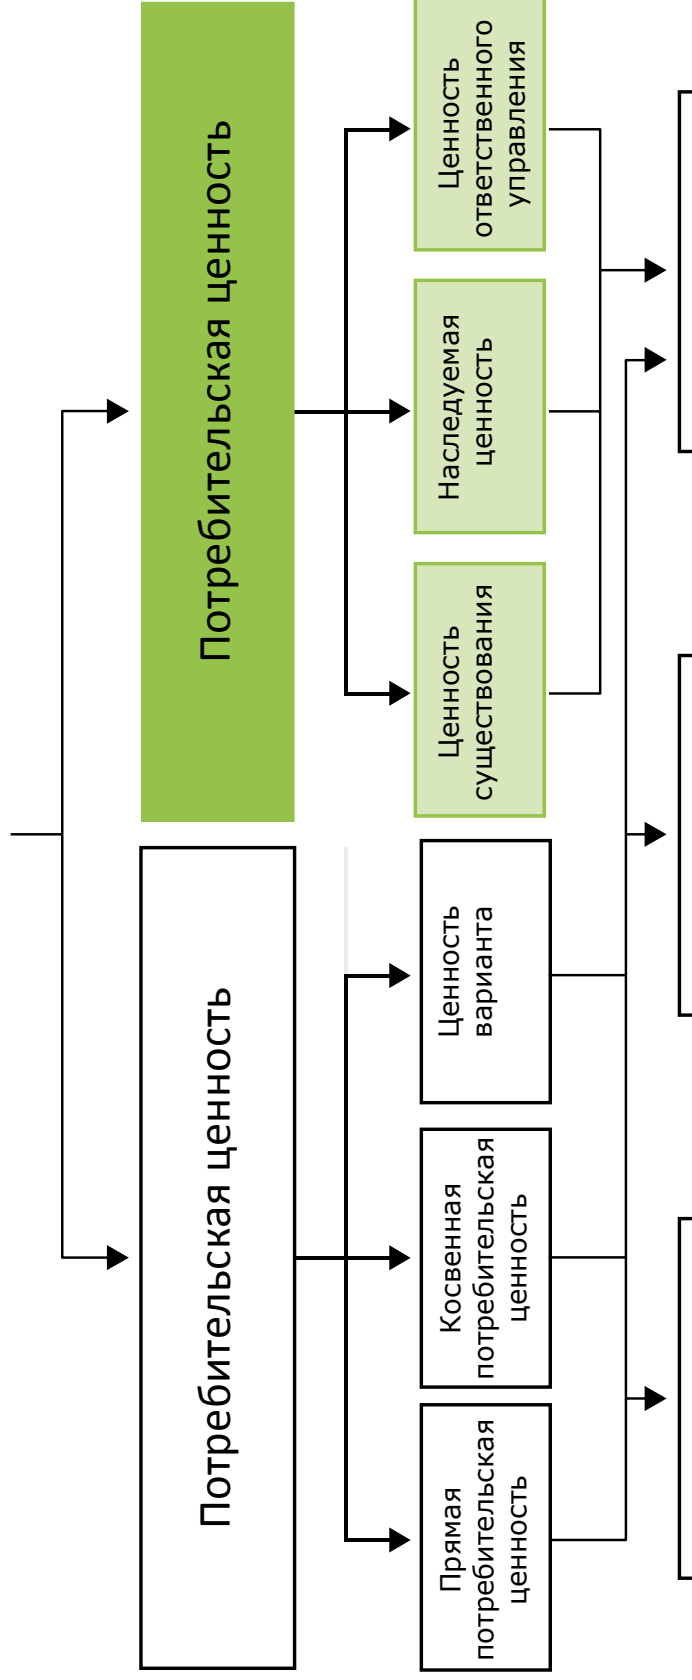 Потребительская ценность
Потребительская ценность
Прямая
потребительская
ценность
Косвенная
потребительская
ценность
Ценность
варианта
Ценность
существования
Наследуемая
ценность
Ценность
ответственного
управления